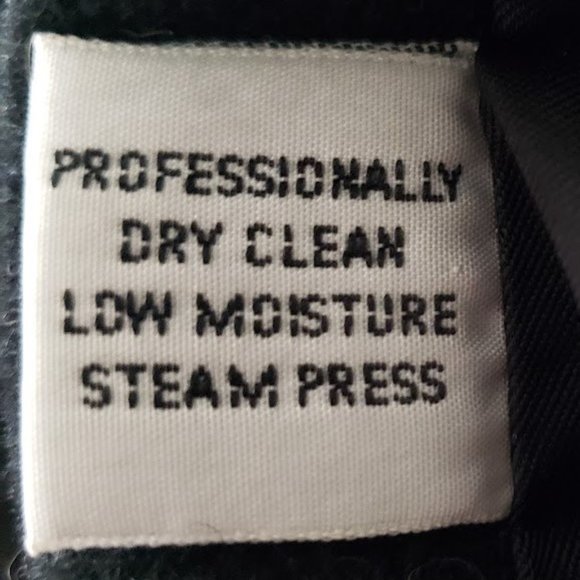 PROFESSIONALLY
DRY CLEAN
LOW MOISTURE
STEAM PRESS